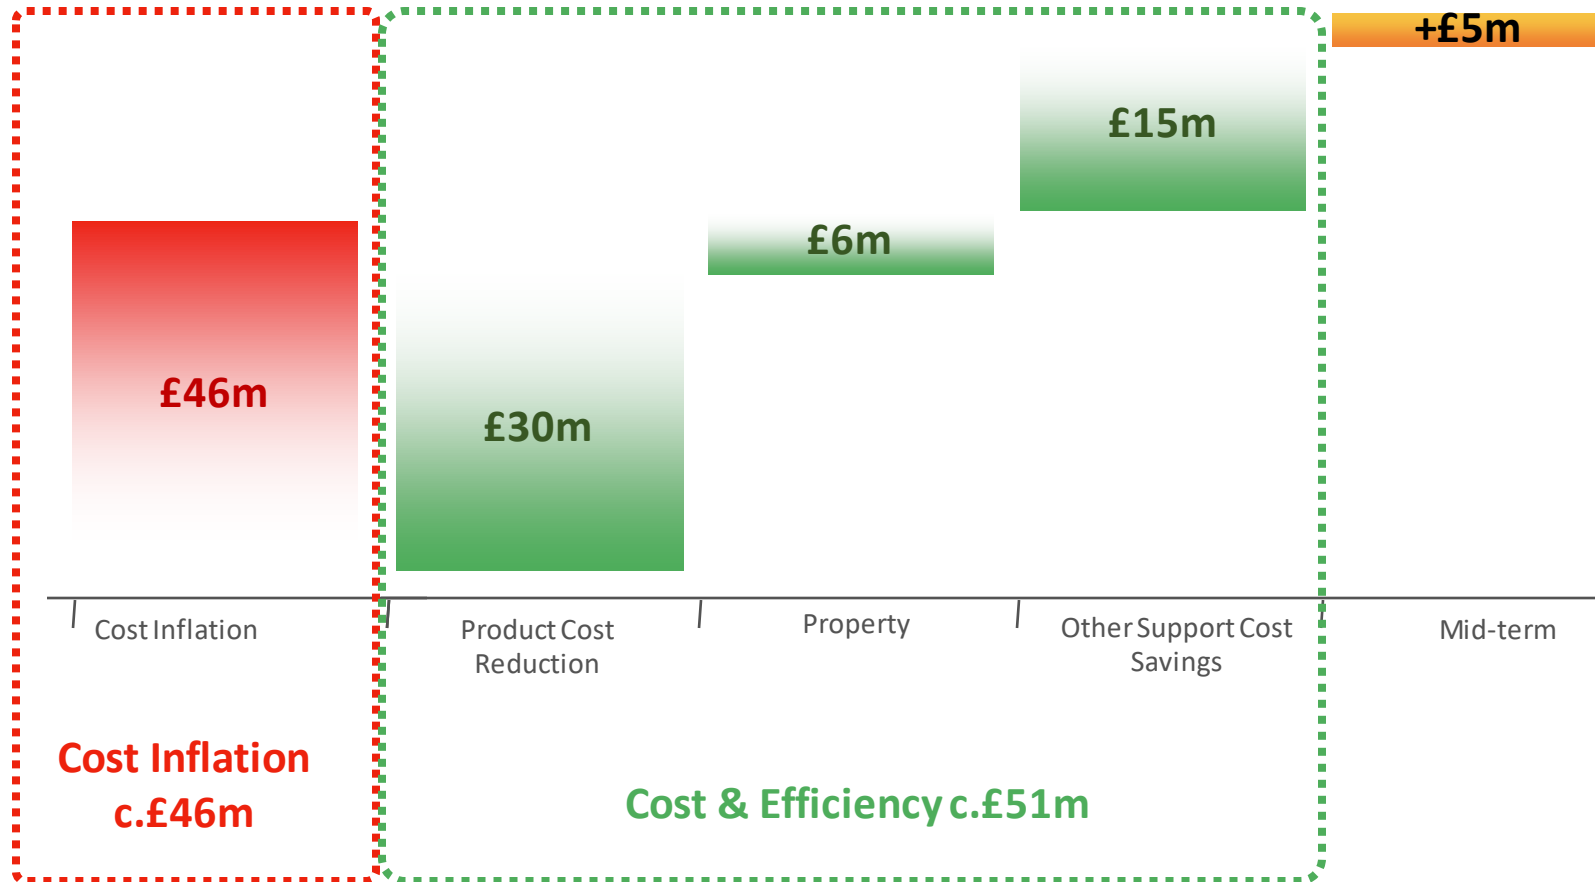 +£5m
£15m
£6m
£46m
£30m
Cost Inflation
Product Cost
Reduction
Property
Other Support Cost
Savings
Mid-term
Cost Inflation
c.£46m
Cost & Efficiency c.£51m